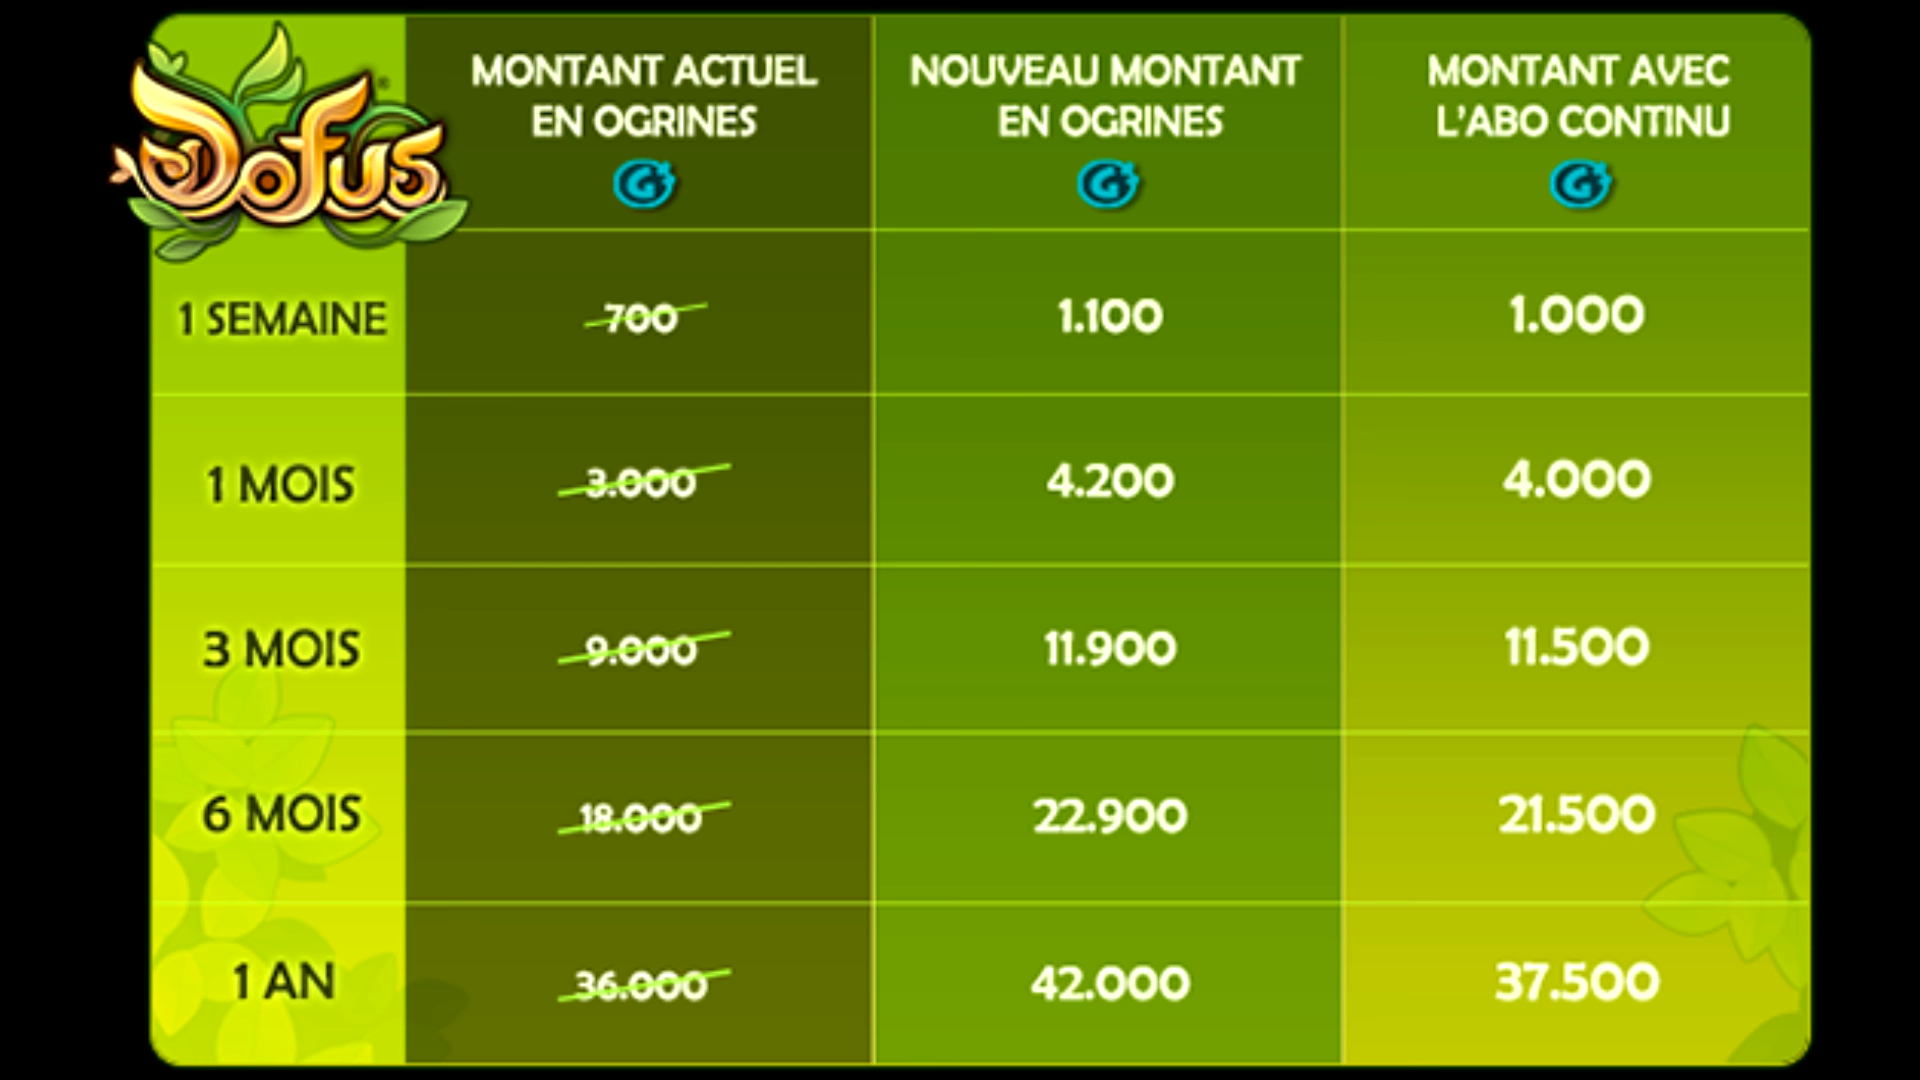 Dofus
MONTANT ACTUEL
EN OGRINES
NOUVEAU MONTANT
EN OGRINES
MONTANT AVEC
L'ABO CONTINU
1 SEMAINE 700 1.100 1.000
1 MOIS 3.000 4.200 4.000
3 MOIS 9.000 11.900 11.500
6 MOIS 18.000 22.900 21.500
1 AN 36.000 42.000 37.500